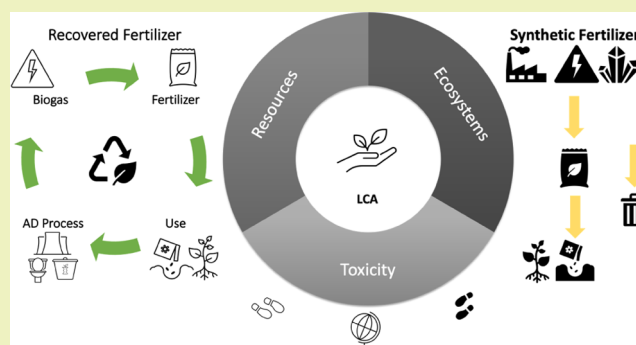 Recovered Fertilizer
Biogas
Fertilizer
AD Process
Use
Resources
Ecosystems
LCA
Toxicity
Synthetic Fertilizer